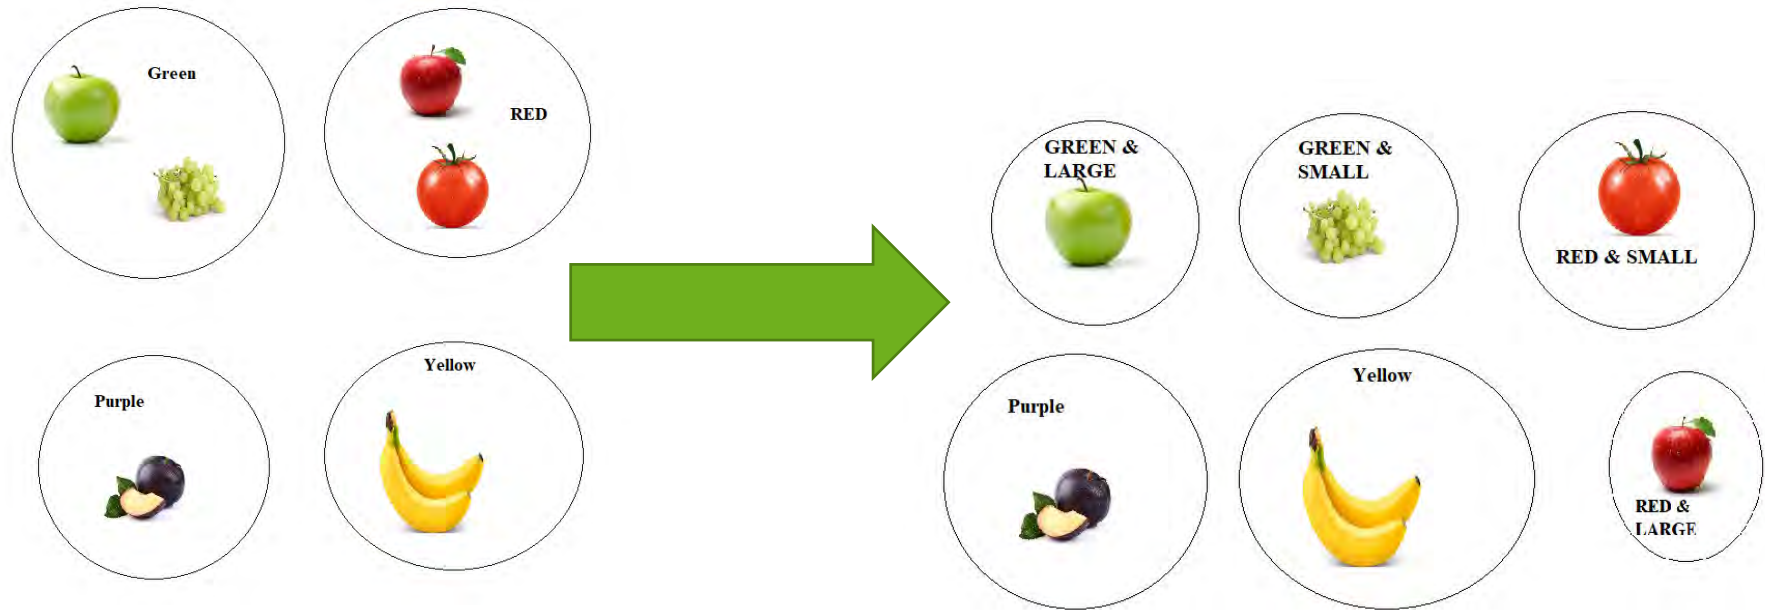 Green
RED
Purple
Yellow
GREEN &
LARGE
GREEN &
SMALL
RED & SMALL
Purple
Yellow
RED &
LARGE